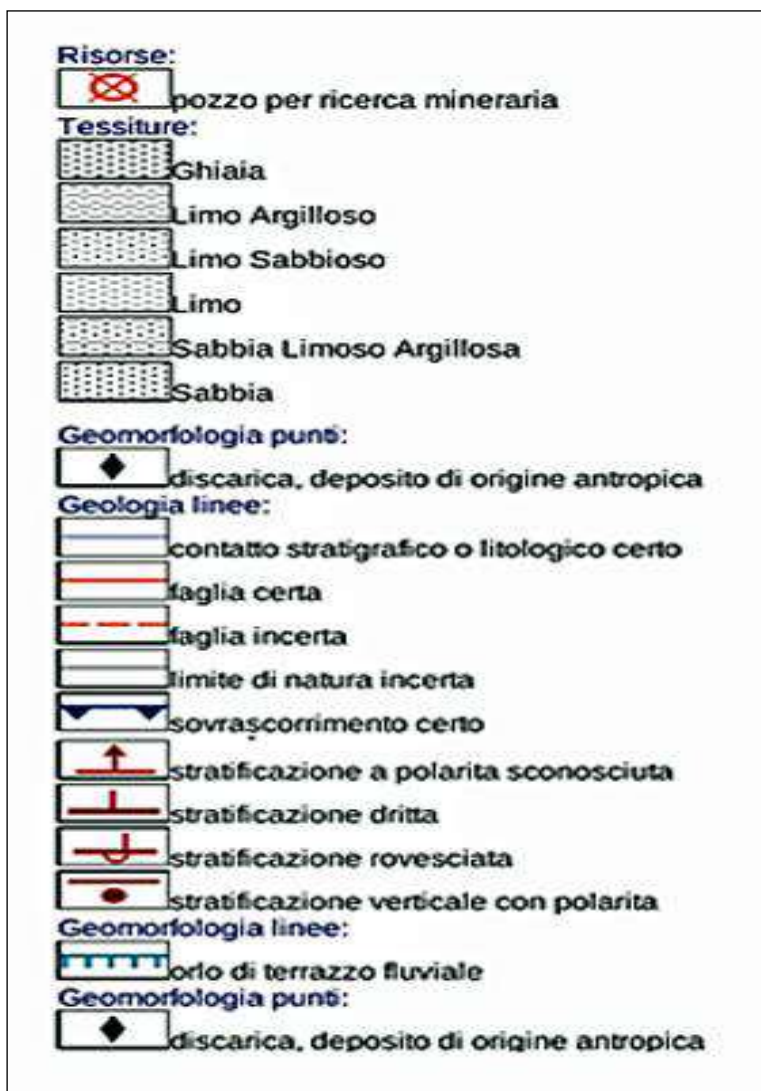 Risorse:
pozzo per ricerca mineraria
Tessiture:
Ghiaia
Limo Argilloso
Limo Sabbioso
Limo
Sabbia Limoso Argillosa
Sabbia
Geomorfologia punti:
discarica, deposito di origine antropica
Geologia linee:
contatto stratigrafico o litologico certo
faglia certa
faglia incerta
limite di natura incerta
sovrascorrimento certo
stratificazione a polarita sconosciuta
stratificazione dritta
stratificazione rovesciata
stratificazione verticale con polarita
Geomorfologia linee:
orlo di terrazzo fluviale
Geomorfologia punti:
discarica, deposito di origine antropica